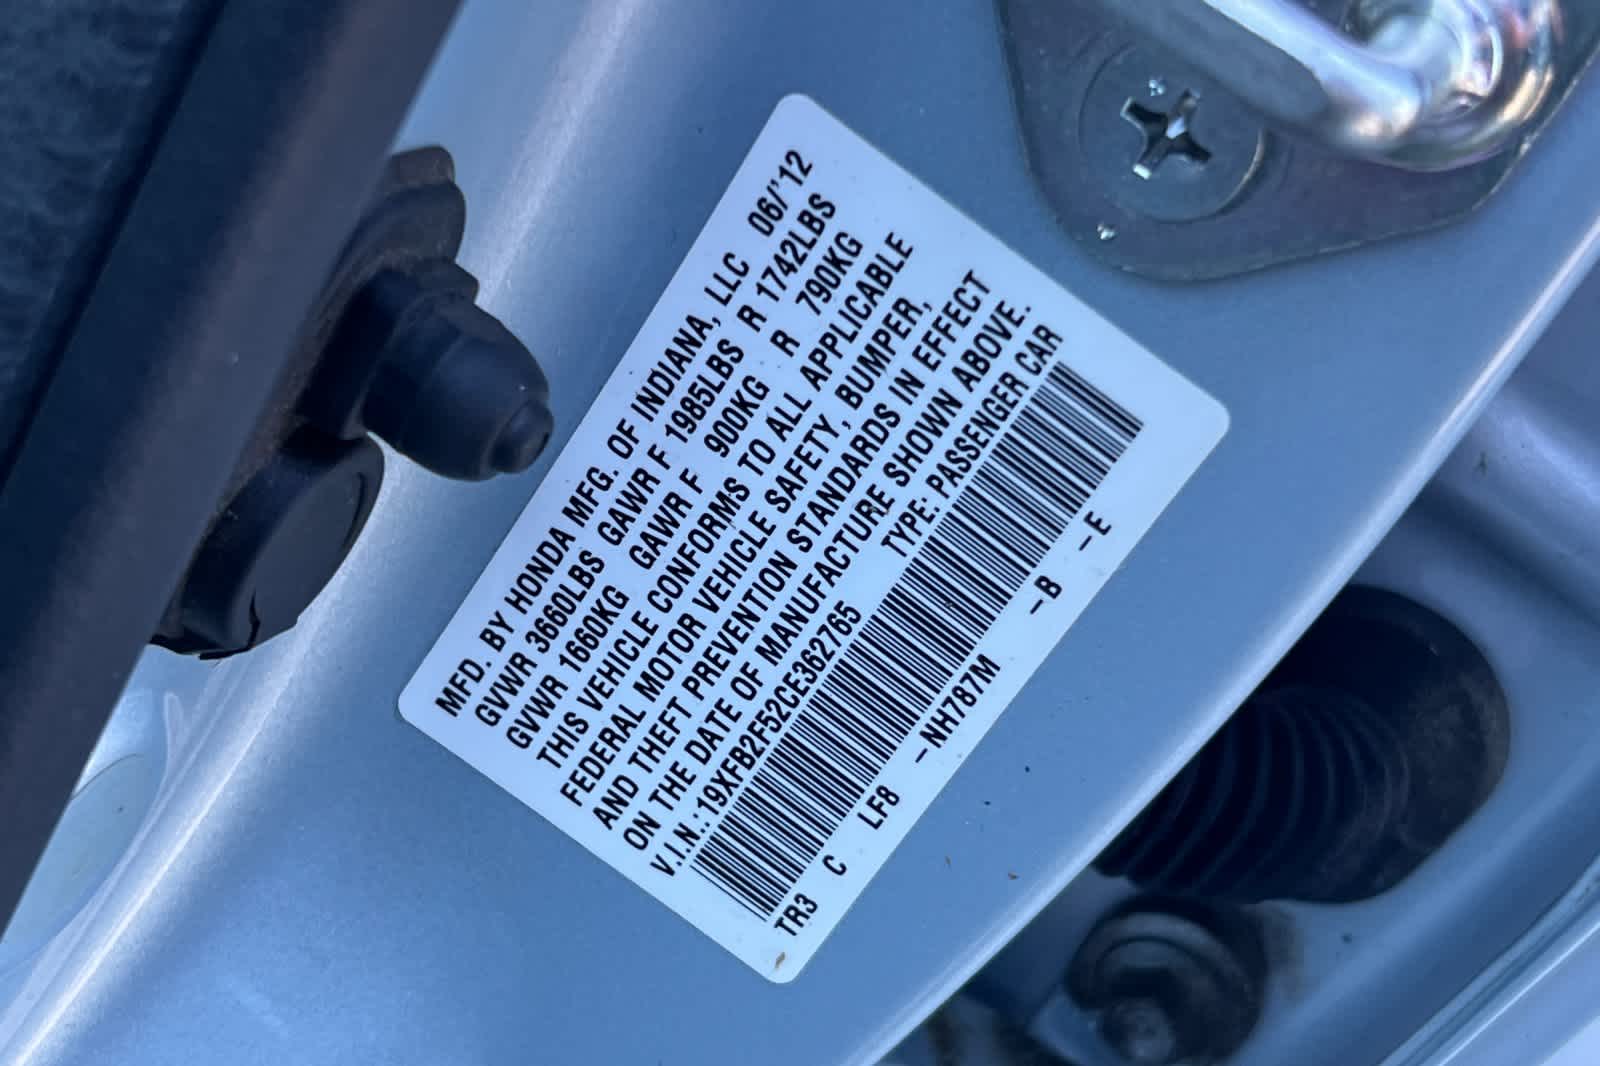 MFD. BY HONDA MFG. OF INDIANA, LLC 06/'12
GVWR 3660LBS GAWR F 1985LBS R 1742LBS
GVWR 1660KG GAWR F 900KG R 790KG
THIS VEHICLE CONFORMS TO ALL APPLICABLE
FEDERAL MOTOR VEHICLE SAFETY, BUMPER,
AND THEFT PREVENTION STANDARDS IN EFFECT
ON THE DATE OF MANUFACTURE SHOWN ABOVE.
V.I.N.: 19XFB2F52CE362765 TYPE: PASSENGER CAR
TR3 C LF8 -NH787M -B -E